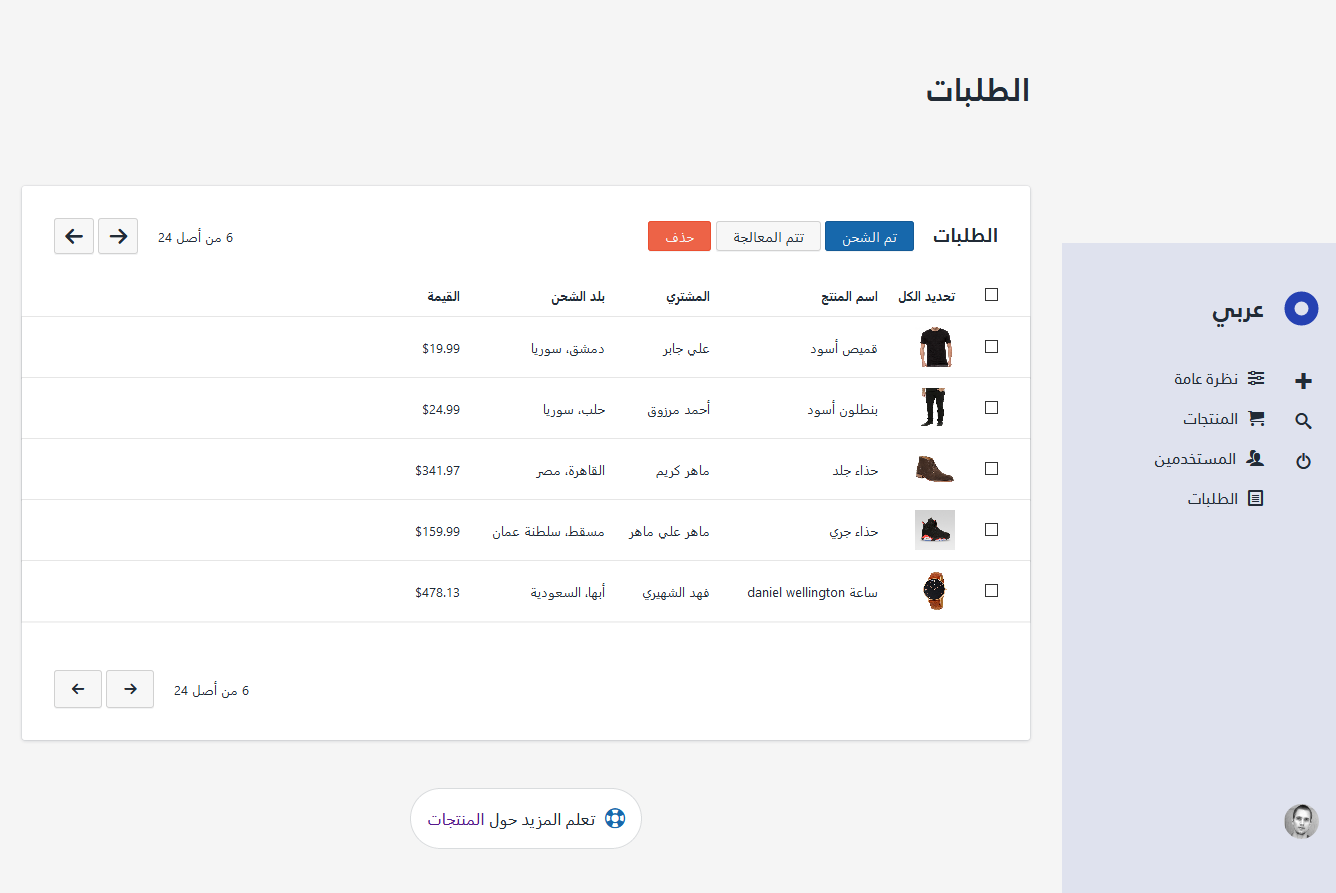 الطلبات
عربي
نظرة عامة
المنتجات
المستخدمين
الطلبات
الطلبات تم الشحن تتم المعالجة حذف 6 من أصل 24
تحديد الكل اسم المنتج المشتري بلد الشحن القيمة
قميص أسود علي جابر دمشق، سوريا $19.99
بنطلون أسود أحمد مرزوق حلب، سوريا $24.99
حذاء جلد ماهر كريم القاهرة، مصر $341.97
حذاء جري ماهر علي ماهر مسقط، سلطنة عمان $159.99
ساعة daniel wellington فهد الشهيري أبها، السعودية $478.13
6 من أصل 24
تعلم المزيد حول المنتجات